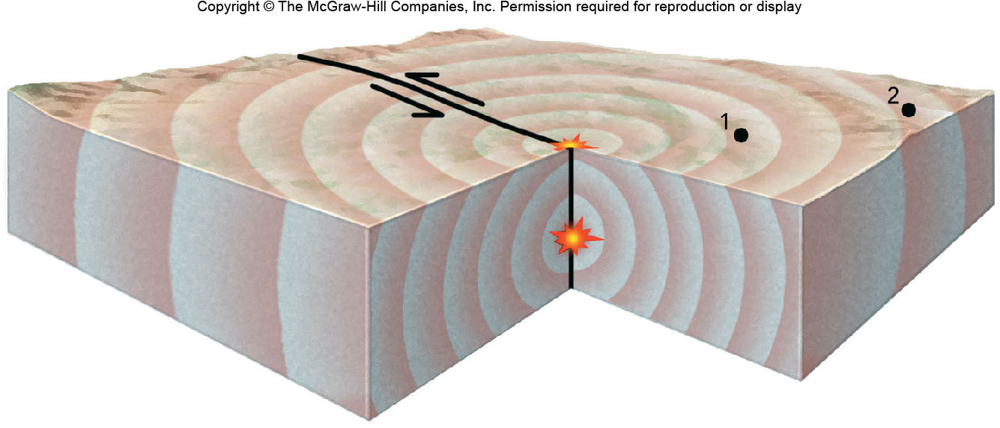 Copyright © The McGraw-Hill Companies, Inc. Permission required for reproduction or display
2
1